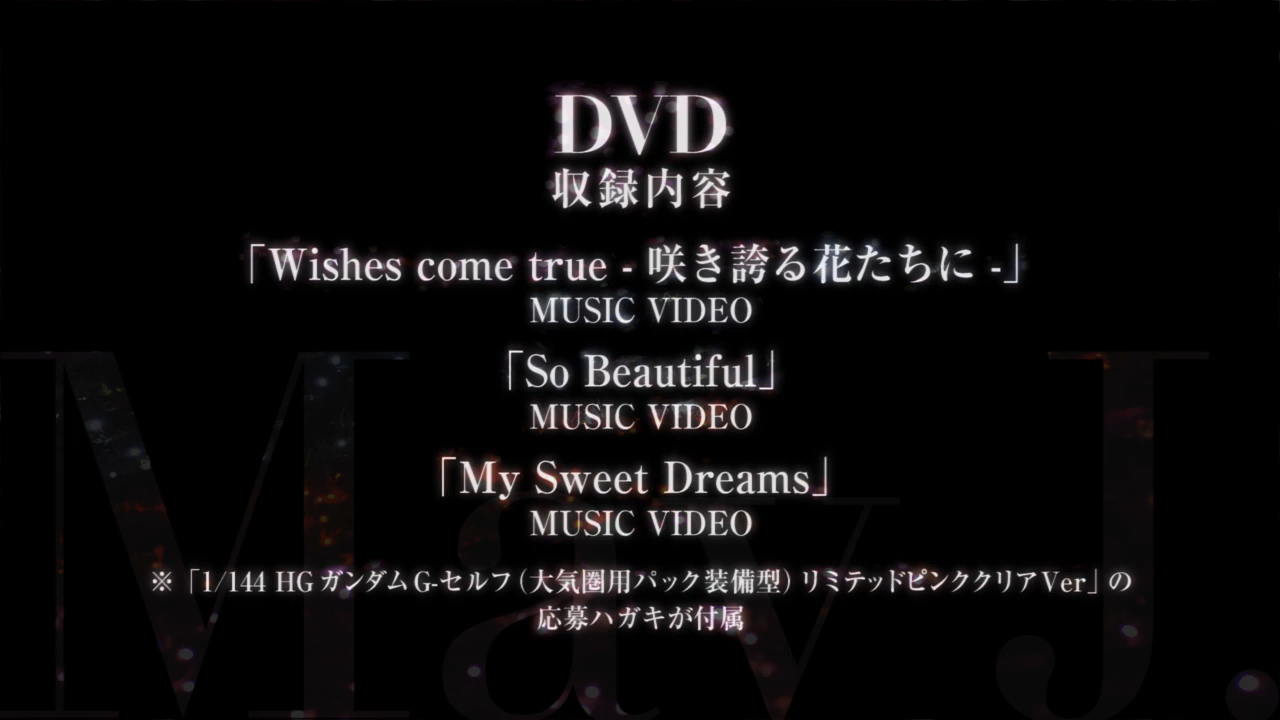 DVD
収録内容
「Wishes come true - 咲き誇る花たちに -」
MUSIC VIDEO
「So Beautiful」
MUSIC VIDEO
「My Sweet Dreams」
MUSIC VIDEO
※「1/144 HGガンダムG-セルフ（大気圏用パック装備型）リミテッドピンククリアVer」の
応募ハガキが付属
May J.